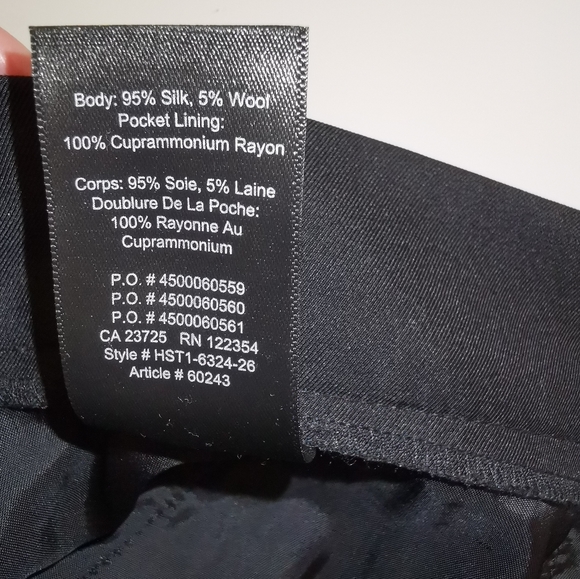 Body: 95% Silk, 5% Wool
Pocket Lining:
100% Cuprammonium Rayon
Corps: 95% Soie, 5% Laine
Doublure De La Poche:
100% Rayonne Au
Cuprammonium
P.O. # 4500060559
P.O. # 4500060560
P.O. # 4500060561
CA 23725 RN 122354
Style # HST1-6324-26
Article # 60243